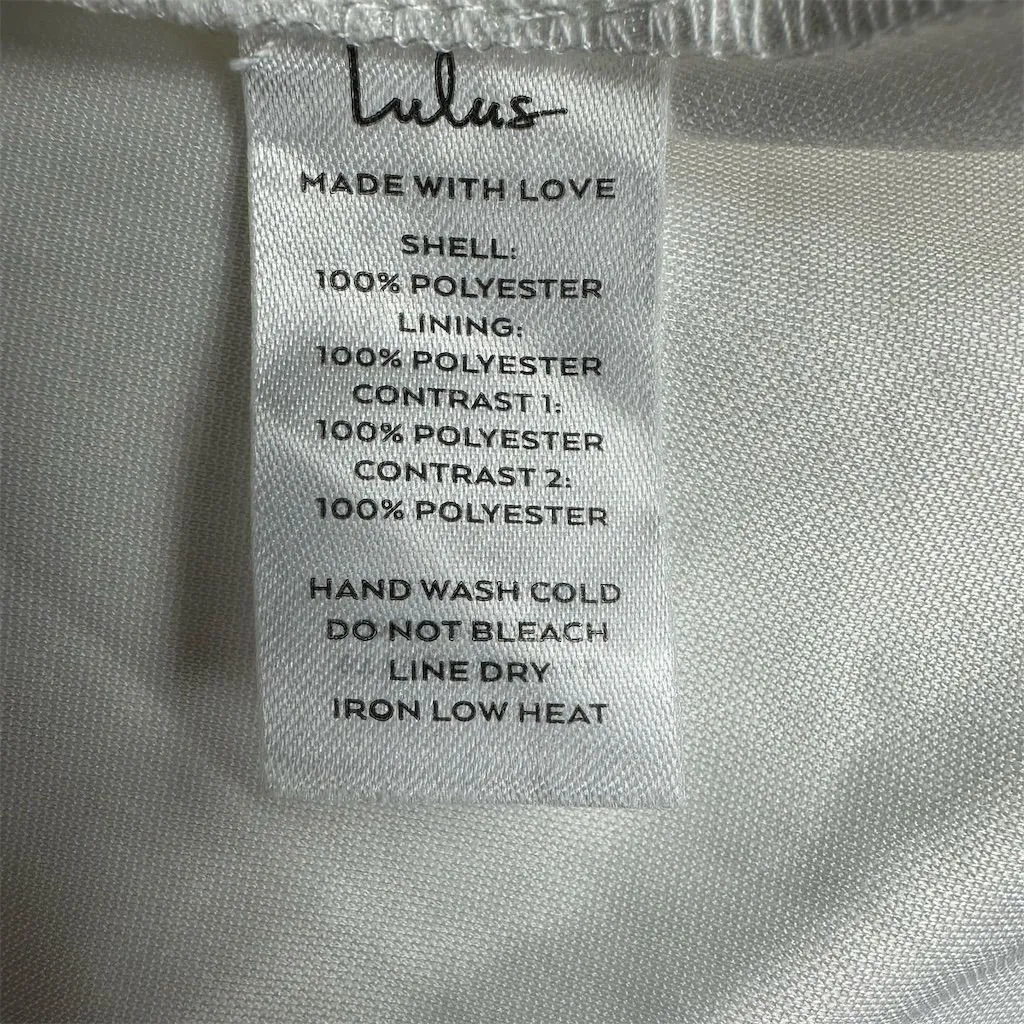 Lulus
MADE WITH LOVE
SHELL:
100% POLYESTER
LINING:
100% POLYESTER
CONTRAST 1:
100% POLYESTER
CONTRAST 2:
100% POLYESTER
HAND WASH COLD
DO NOT BLEACH
LINE DRY
IRON LOW HEAT